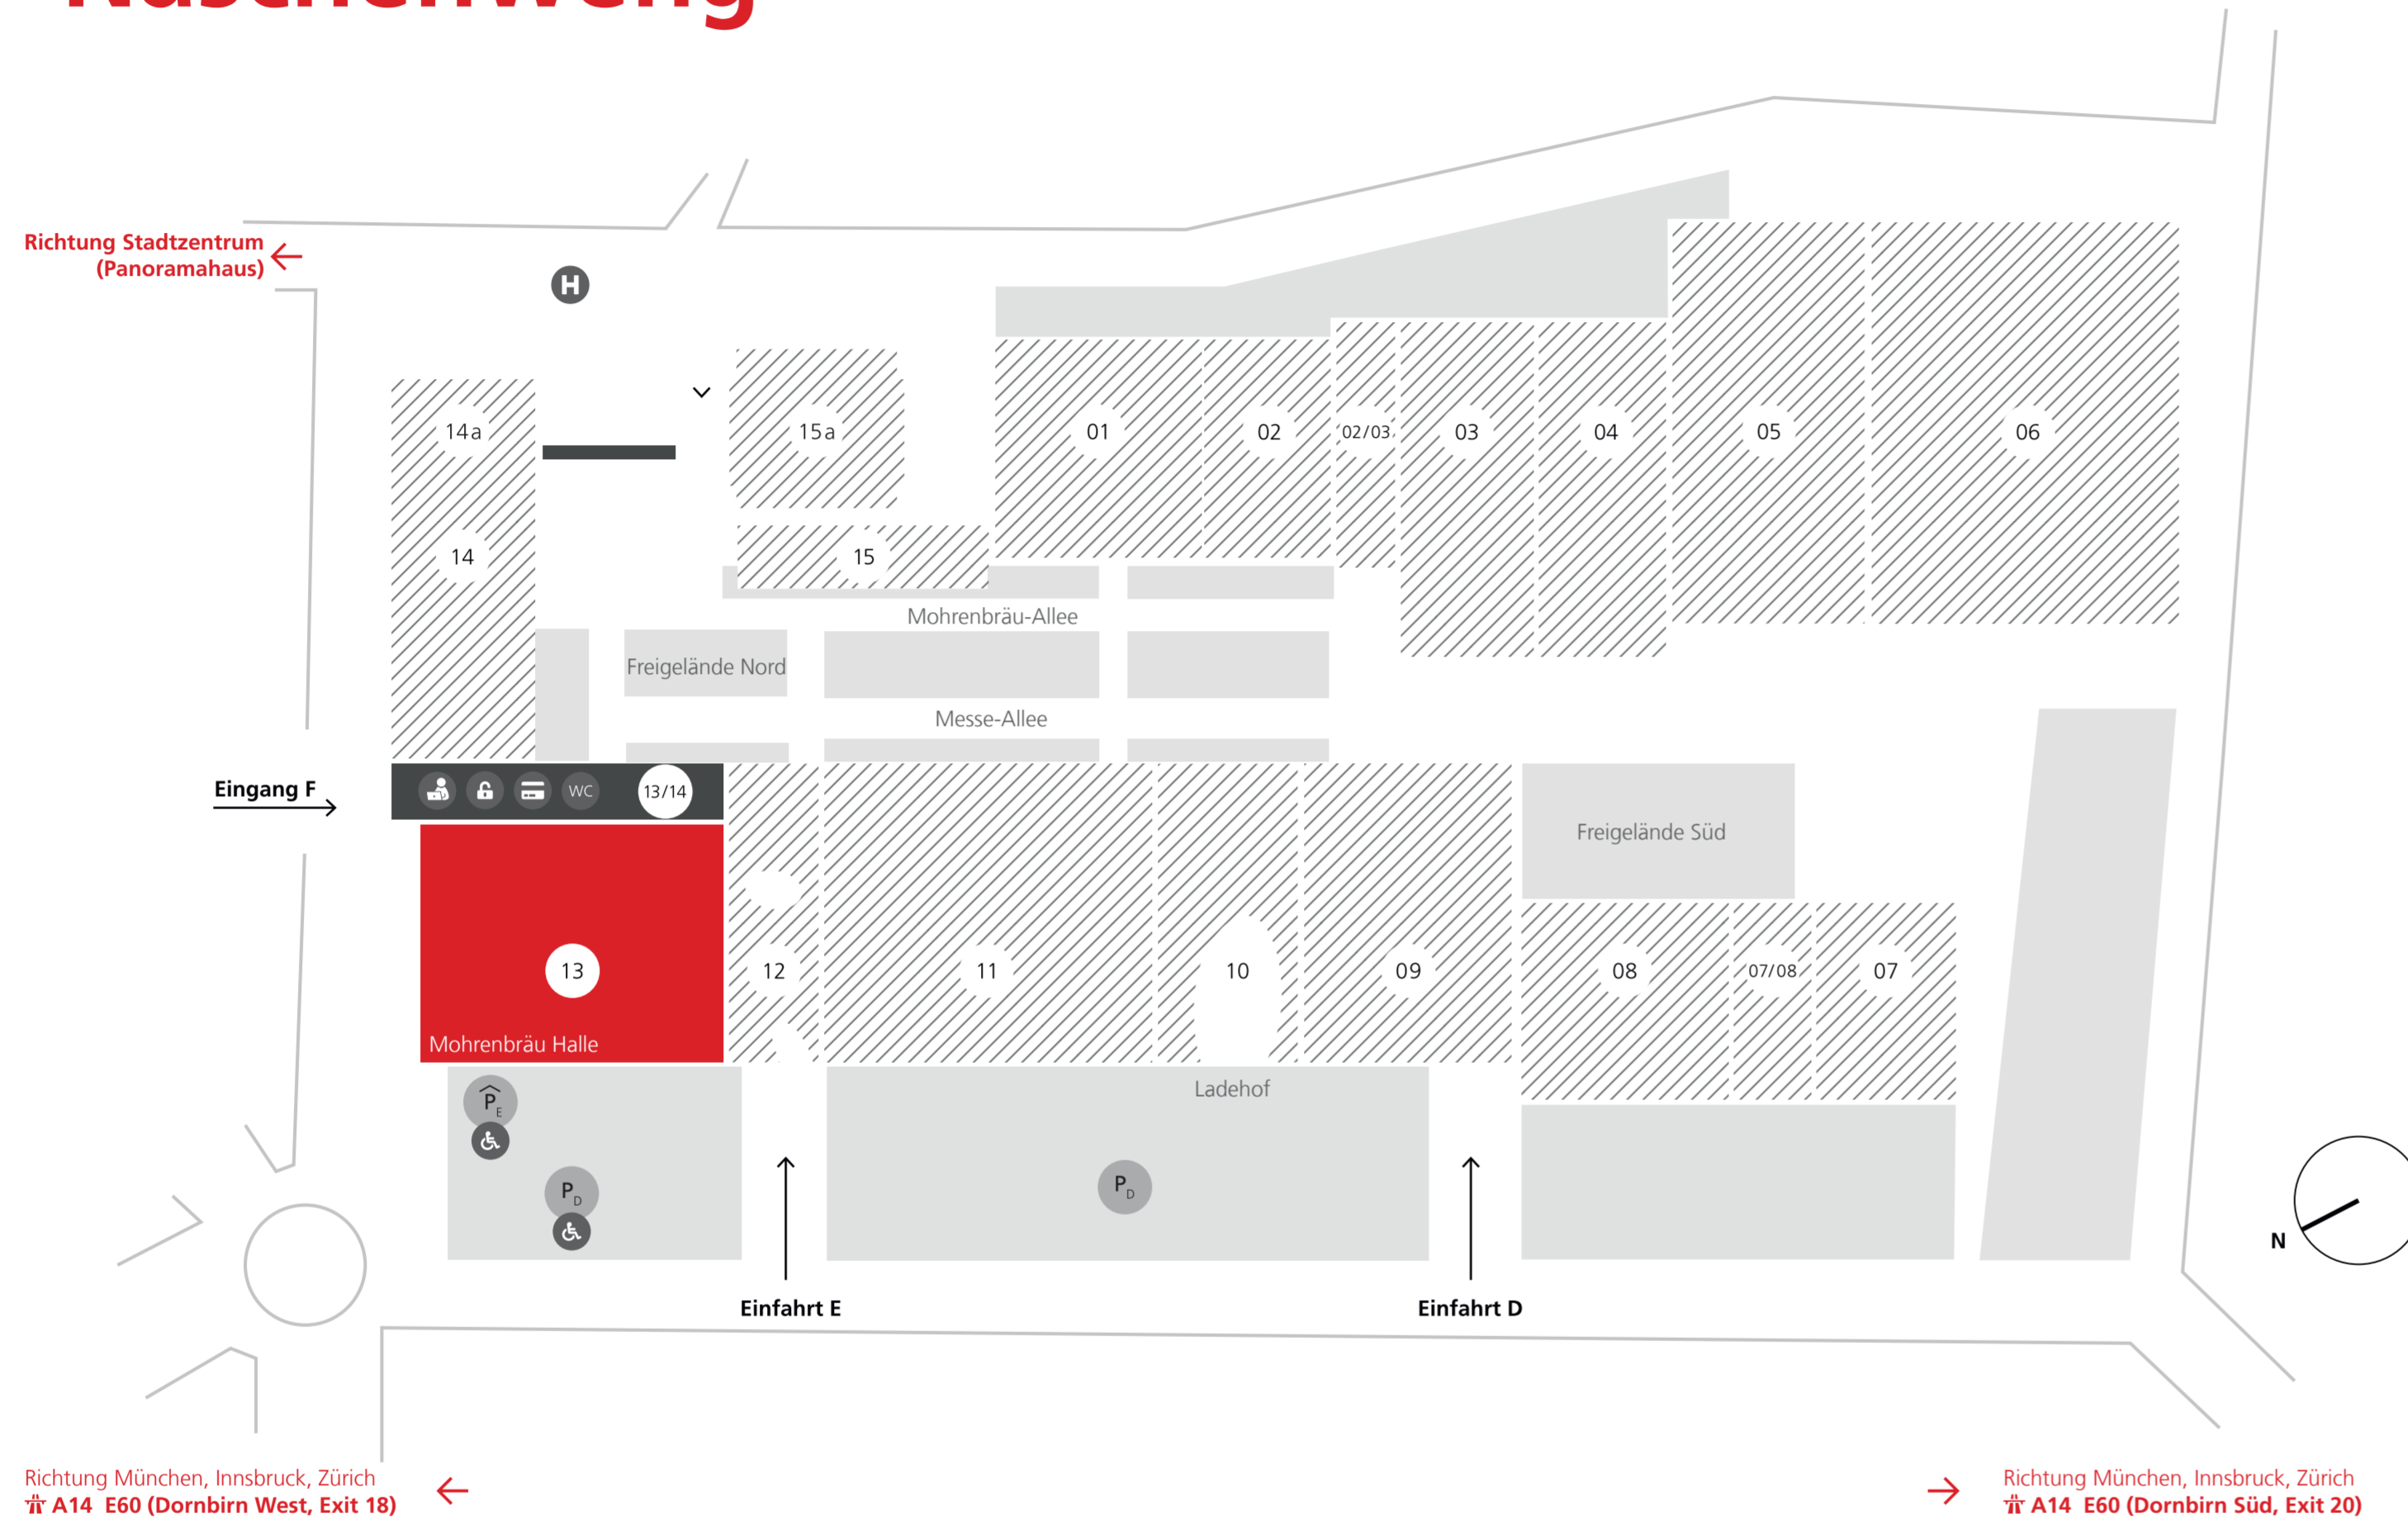 Richtung Stadtzentrum
(Panoramahaus)
H
14a
15a
01
02
02/03
03
04
05
06
14
15
Mohrenbräu-Allee
Freigelände Nord
Messe-Allee
Eingang F
WC
13/14
Freigelände Süd
13
12
11
10
09
08
07/08
07
Mohrenbräu Halle
Ladehof
P E
P D
P D
N
Einfahrt E
Einfahrt D
Richtung München, Innsbruck, Zürich
A14 E60 (Dornbirn West, Exit 18)
Richtung München, Innsbruck, Zürich
A14 E60 (Dornbirn Süd, Exit 20)